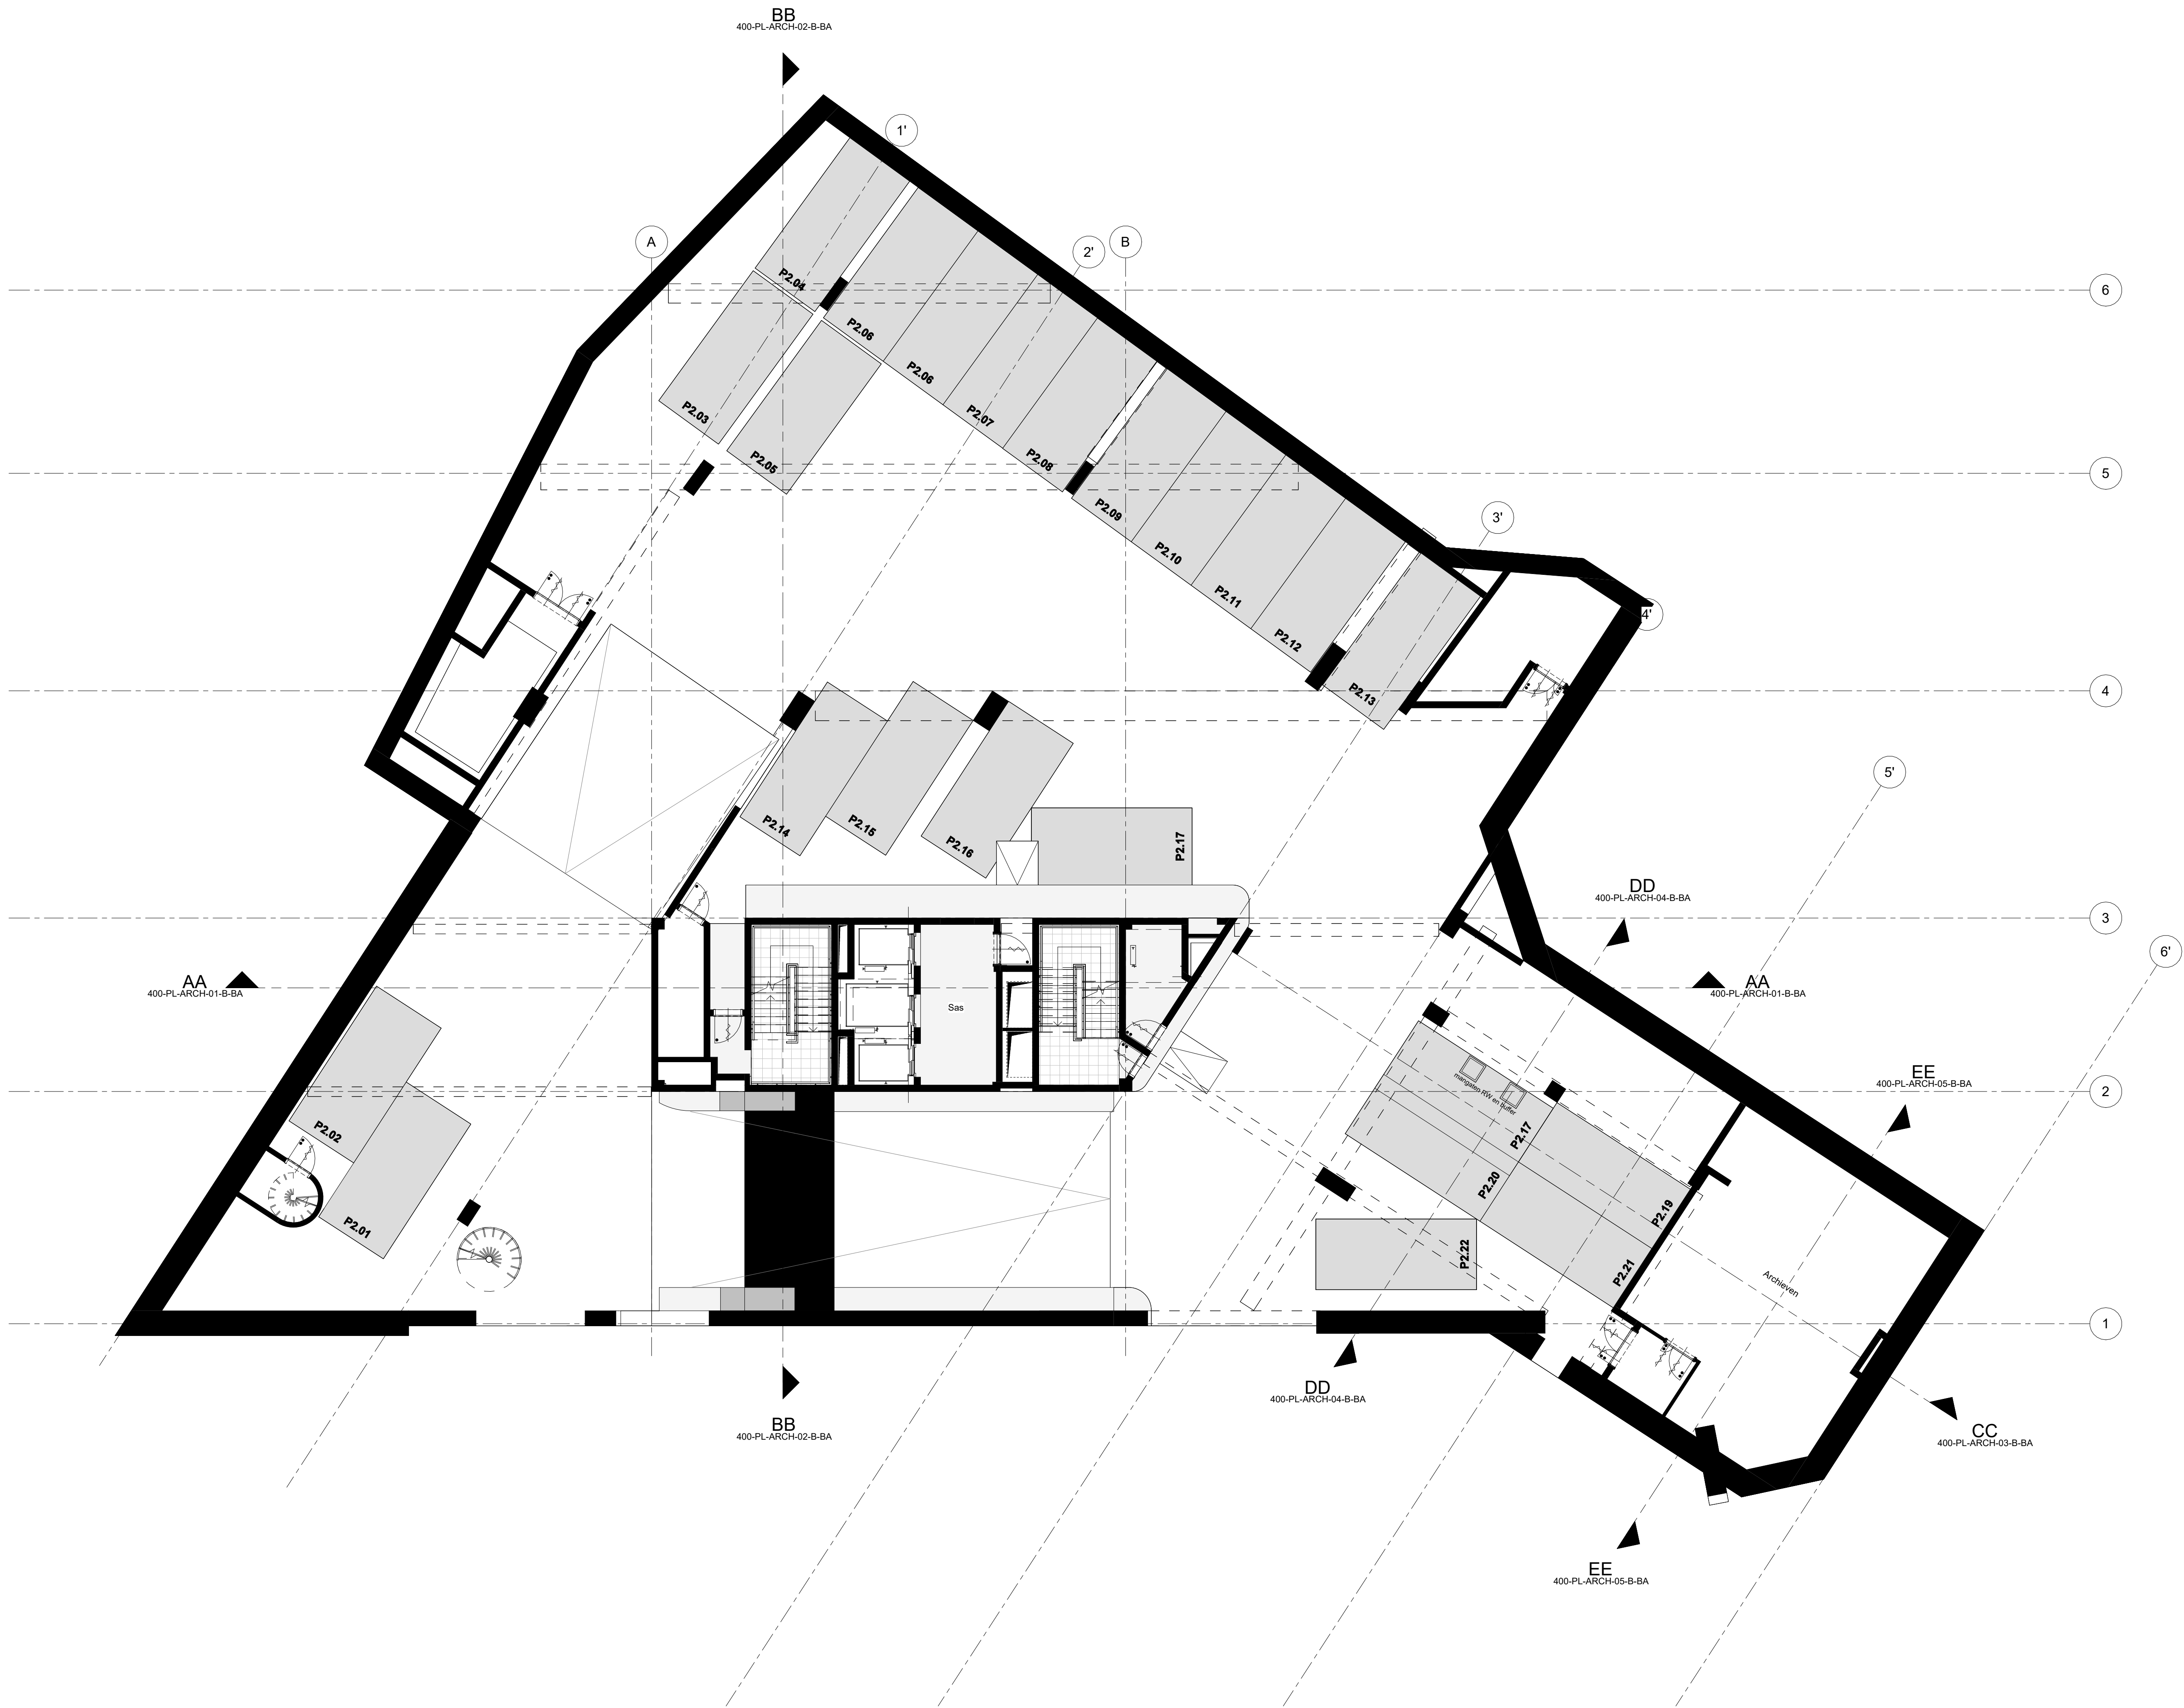 BB
400-PL-ARCH-02-B-BA
1'
A
2'
B
P2.04
6
P2.06
P2.06
P2.03
P2.07
P2.05
P2.08
5
P2.09
3'
P2.10
P2.11
4'
P2.12
P2.13
4
5'
P2.14
P2.15
P2.16
P2.17
DD
400-PL-ARCH-04-B-BA
3
6'
AA
400-PL-ARCH-01-B-BA
AA
400-PL-ARCH-01-B-BA
Sas
mangaten RW en buffer
EE
400-PL-ARCH-05-B-BA
2
P2.02
P2.17
P2.20
P2.19
P2.01
P2.22
P2.21
Archieven
1
DD
400-PL-ARCH-04-B-BA
BB
400-PL-ARCH-02-B-BA
CC
400-PL-ARCH-03-B-BA
EE
400-PL-ARCH-05-B-BA